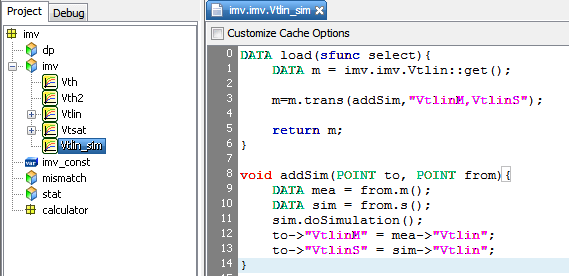 Project
Debug
imv
dp
imv
Vth
Vth2
Vtlin
Vtsat
Vtlin_sim
imv_const
mismatch
stat
calculator
imv.imv.Vtlin_sim
Customize Cache Options
0 DATA load(sfunc select){
1 DATA m = imv.imv.Vtlin::get();
2
3 m=m.trans(addSim,"VtlinM,VtlinS");
4
5 return m;
6 }
7
8 void addSim(POINT to, POINT from){
9 DATA mea = from.m();
10 DATA sim = from.s();
11 sim.doSimulation();
12 to->"VtlinM" = mea->"Vtlin";
13 to->"VtlinS" = sim->"Vtlin";
14 }